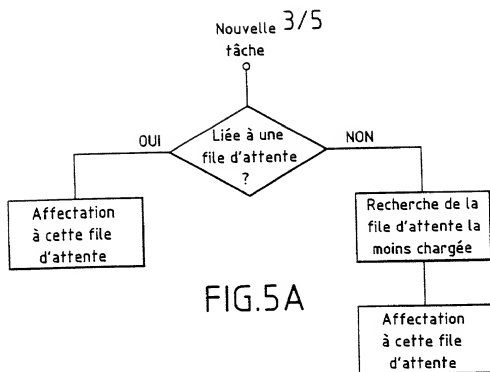 Nouvelle 3/5
tâche
Liée à une
file d'attente
?
OUI
NON
Affectation
à cette file
d'attente
Recherche de la
file d'attente la
moins chargée
FIG.5A
Affectation
à cette file
d'attente